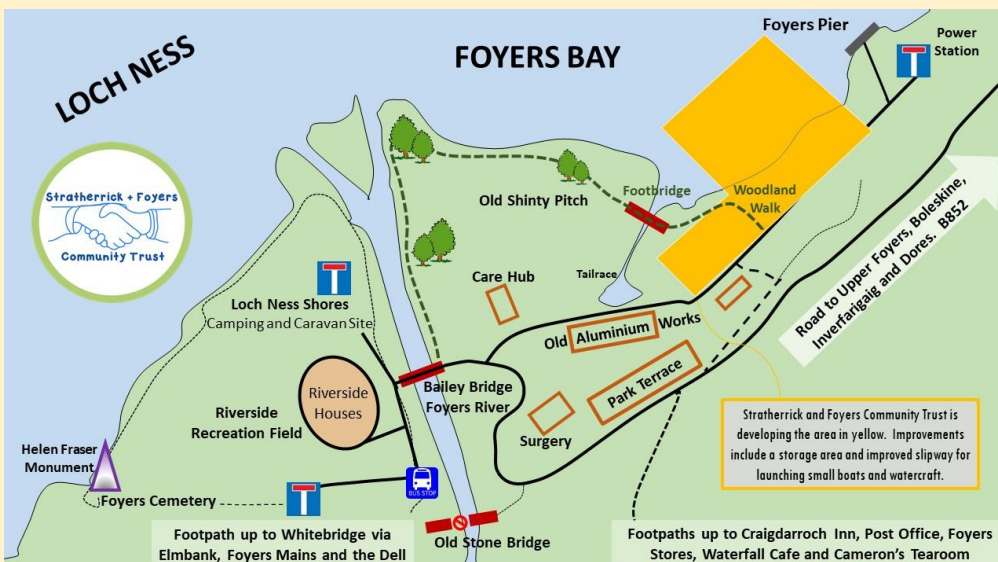 LOCH NESS
FOYERS BAY
Foyers Pier
Power
Station
Stratherrick + Foyers
Community Trust
Old Shinty Pitch
Footbridge
Woodland
Walk
Tailrace
Care Hub
Loch Ness Shores
Camping and Caravan Site
Old Aluminium Works
Road to Upper Foyers, Boleskine,
Inverfarigaig and Dores. B852
Riverside
Houses
Bailey Bridge
Foyers River
Park Terrace
Riverside
Recreation Field
Surgery
Stratherrick and Foyers Community Trust is
developing the area in yellow. Improvements
include a storage area and improved slipway for
launching small boats and watercraft.
Helen Fraser
Monument
BUS STOP
Foyers Cemetery
Footpath up to Whitebridge via
Elmbank, Foyers Mains and the Dell
Old Stone Bridge
Footpaths up to Craigdarroch Inn, Post Office, Foyers
Stores, Waterfall Cafe and Cameron's Tearoom